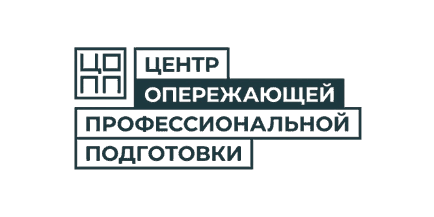 ЦО
ПП
ЦЕНТР
ОПЕРЕЖАЮЩЕЙ
ПРОФЕССИОНАЛЬНОЙ
ПОДГОТОВКИ